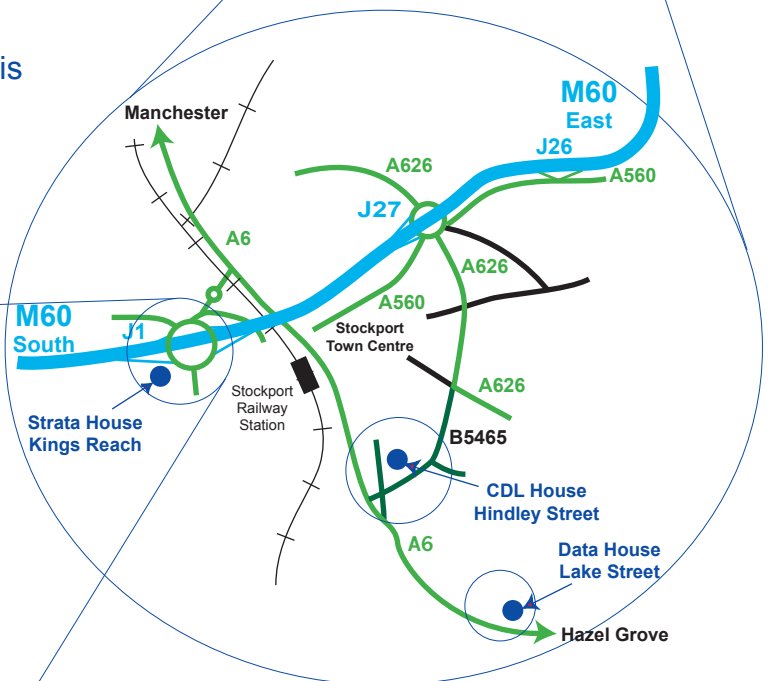 is
Manchester
M60
East
J26
A626
A560
J27
A6
A626
A560
M60
South
J1
Stockport
Town Centre
A626
Stockport
Railway
Station
Strata House
Kings Reach
B5465
CDL House
Hindley Street
A6
Data House
Lake Street
Hazel Grove